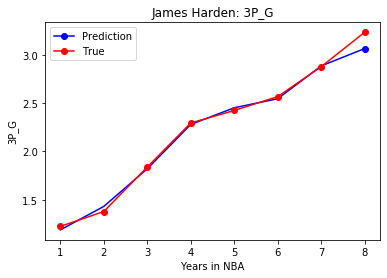 James Harden: 3P_G
Prediction
True
3P_G
3.0
2.5
2.0
1.5
1 2 3 4 5 6 7 8
Years in NBA